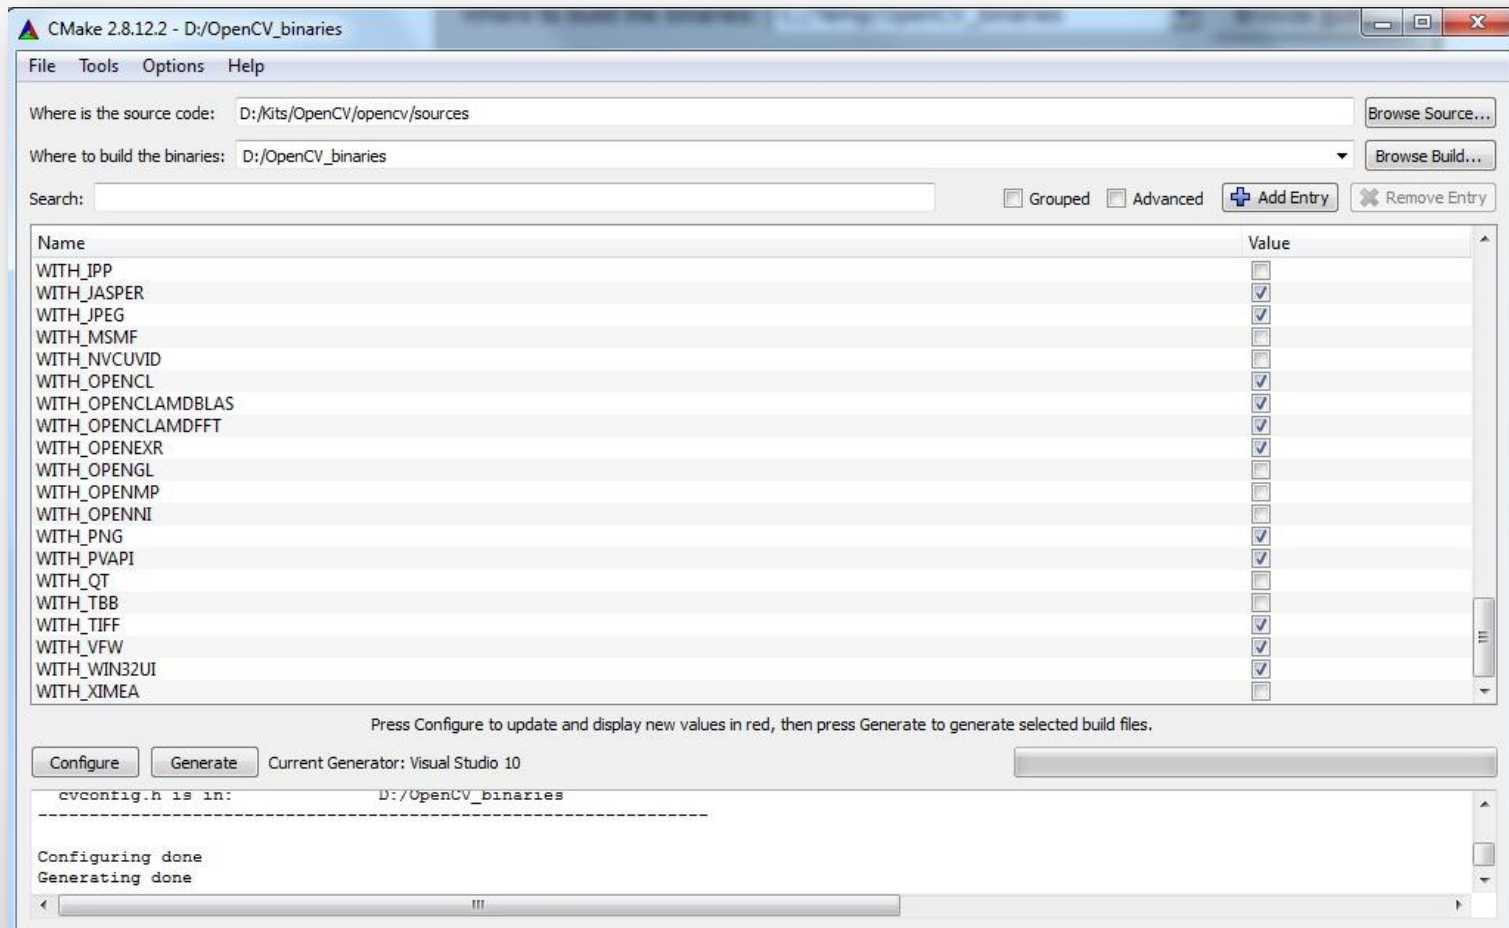 CMake 2.8.12.2 - D:/OpenCV_binaries
File Tools Options Help
Where is the source code: D:/Kits/OpenCV/opencv/sources Browse Source...
Where to build the binaries: D:/OpenCV_binaries Browse Build...
Search: Grouped Advanced Add Entry Remove Entry
Name Value
WITH_IPP
WITH_JASPER
WITH_JPEG
WITH_MSMF
WITH_NVCUVID
WITH_OPENCL
WITH_OPENCLAMDBLAS
WITH_OPENCLAMDFFT
WITH_OPENEXR
WITH_OPENGL
WITH_OPENMP
WITH_OPENNI
WITH_PNG
WITH_PVAPI
WITH_QT
WITH_TBB
WITH_TIFF
WITH_VFW
WITH_WIN32UI
WITH_XIMEA
Press Configure to update and display new values in red, then press Generate to generate selected build files.
Configure Generate Current Generator: Visual Studio 10
cvconfig.h is in: D:/OpenCV_binaries
-----------------------------------------------------------------
Configuring done
Generating done